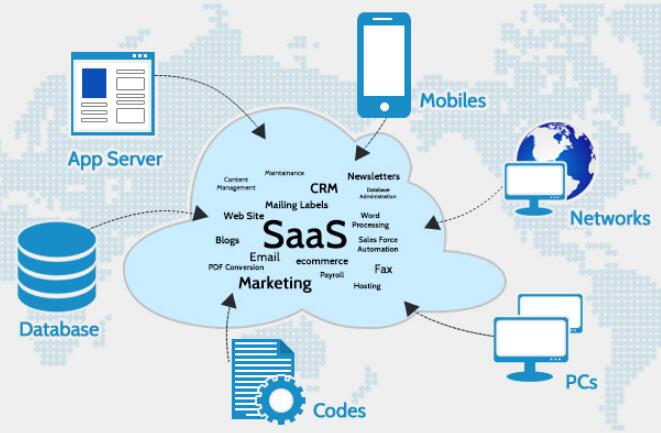 Mobiles
App Server
Maintainance
Content
Management
Newsletters
CRM
Database
Administration
Mailing Labels
Web Site
Word
Processing
SaaS
Blogs
Sales Force
Automation
Email
ecommerce
PDF Conversion
Fax
Payroll
Marketing
Hosting
Networks
Database
PCs
Codes